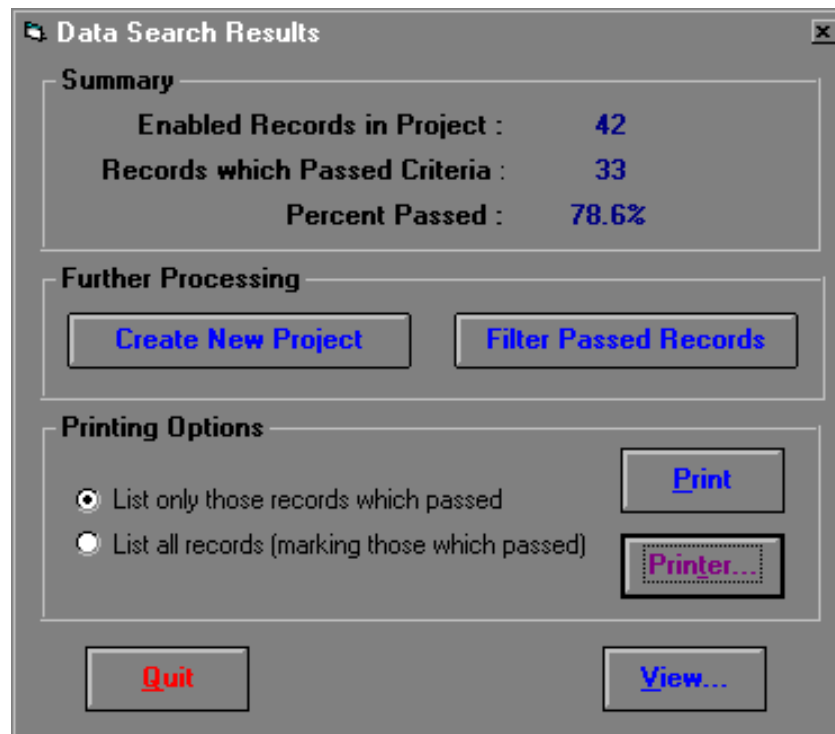 Data Search Results
Summary
Enabled Records in Project : 42
Records which Passed Criteria : 33
Percent Passed : 78.6%
Further Processing
Create New Project Filter Passed Records
Printing Options
Print
List only those records which passed
List all records (marking those which passed)
Printer...
Quit View...